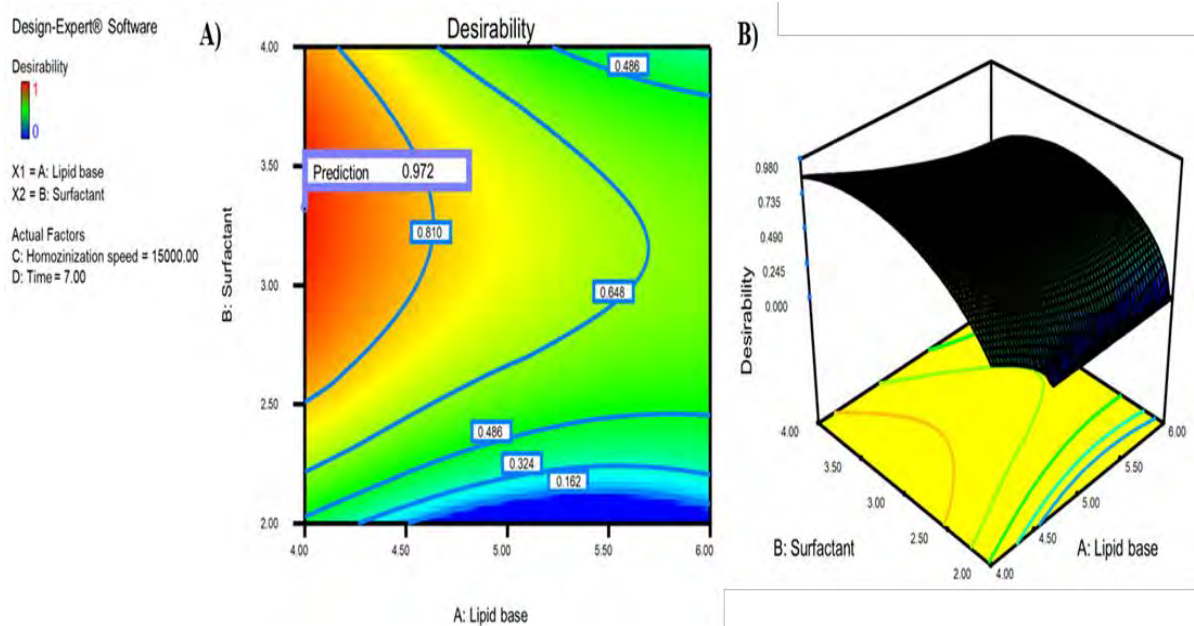 Design-Expert® Software
Desirability
1
0
X1 = A: Lipid base
X2 = B: Surfactant
Actual Factors
C: Homozinization speed = 15000.00
D: Time = 7.00
A)
Desirability
4.00
3.50
3.00
2.50
2.00
B: Surfactant
0.486
Prediction 0.972
0.810
0.648
0.486
0.324
0.162
4.00
4.50
5.00
5.50
6.00
A: Lipid base
B)
0.980
0.735
0.490
0.245
0.000
Desirability
4.00
3.50
3.00
2.50
2.00
B: Surfactant
6.00
5.50
5.00
4.50
4.00
A: Lipid base